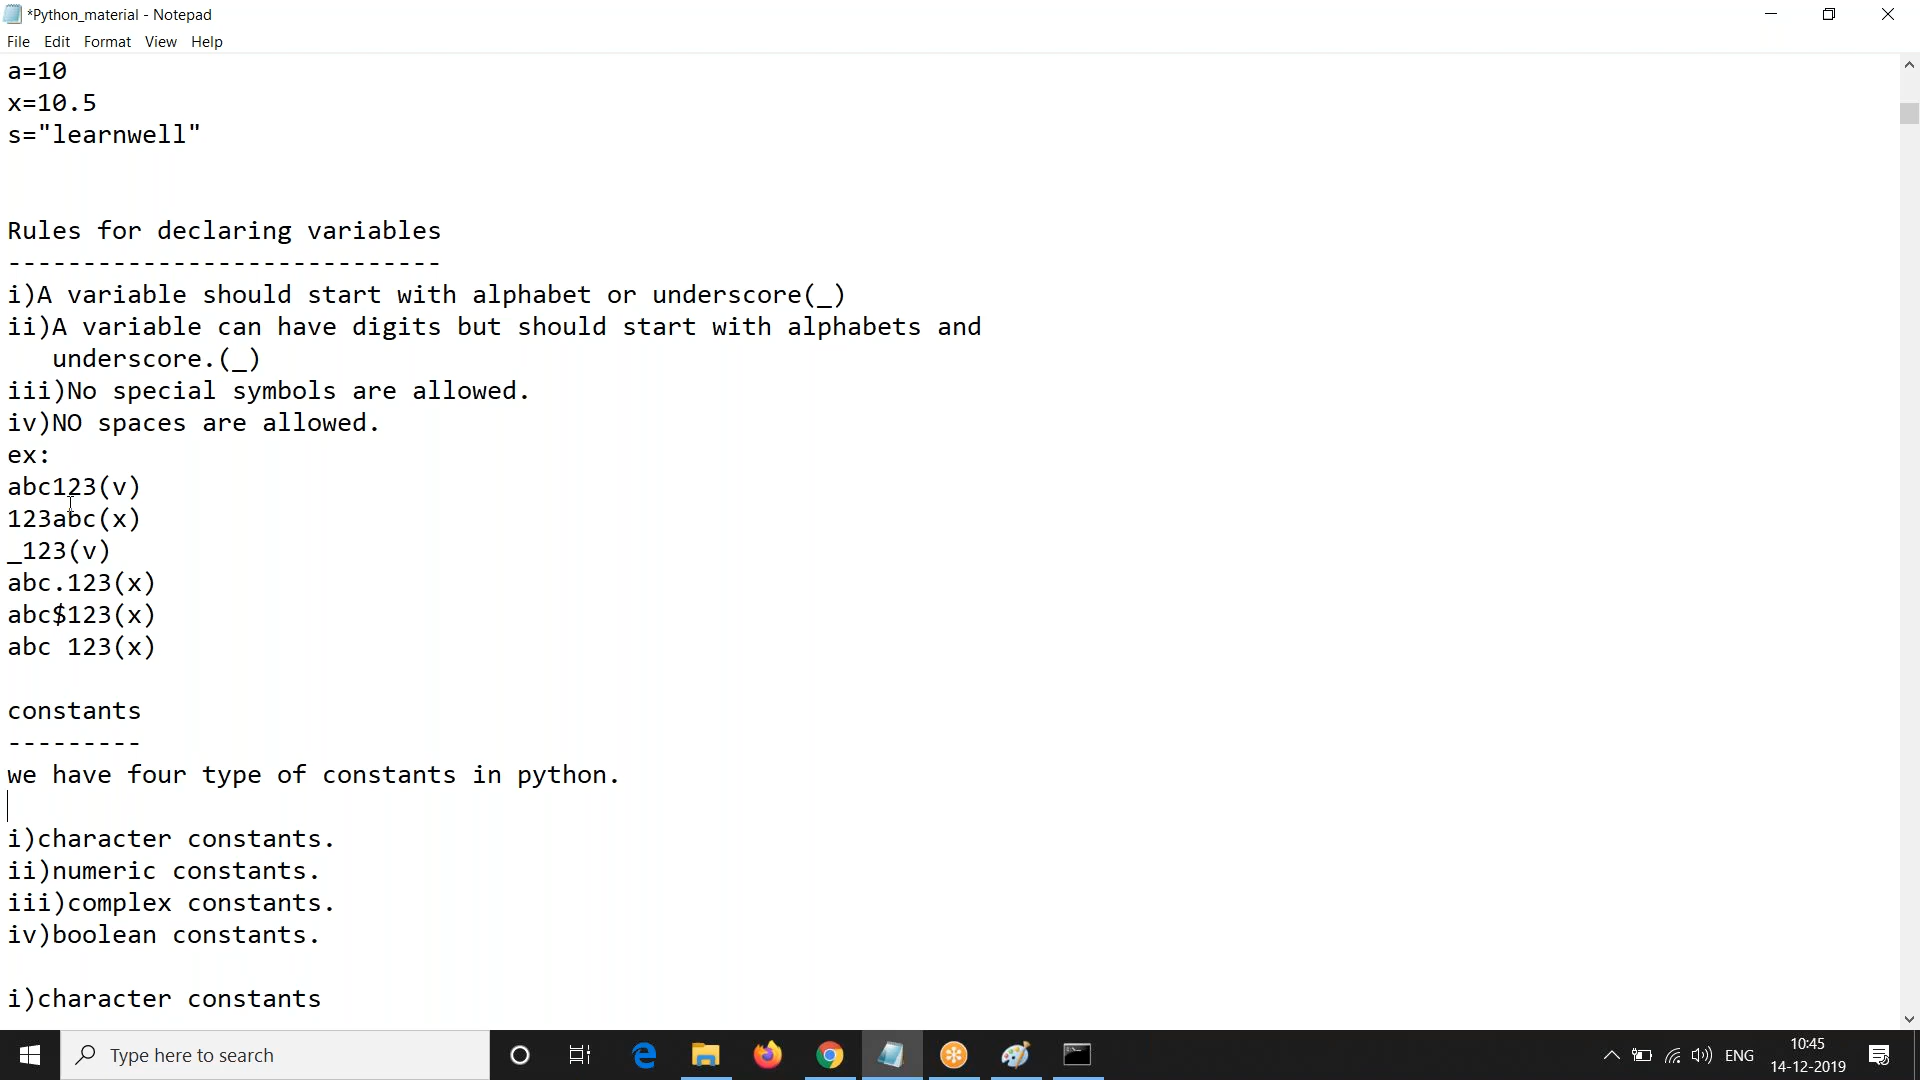 *Python_material - Notepad
File Edit Format View Help
a=10
x=10.5
s="learnwell"
Rules for declaring variables
-----------------------------
i)A variable should start with alphabet or underscore(_)
ii)A variable can have digits but should start with alphabets and
underscore.(_)
iii)No special symbols are allowed.
iv)NO spaces are allowed.
ex:
abc123(v)
123abc(x)
_123(v)
abc.123(x)
abc$123(x)
abc 123(x)
constants
---------
we have four type of constants in python.
i)character constants.
ii)numeric constants.
iii)complex constants.
iv)boolean constants.
i)character constants
Type here to search
ENG
10:45
14-12-2019